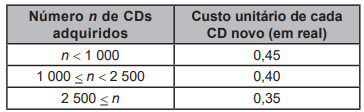 Número n de CDs adquiridos
Custo unitário de cada CD novo (em real)
n < 1 000 0,45
1 000 ≤ n < 2 500 0,40
2 500 ≤ n 0,35